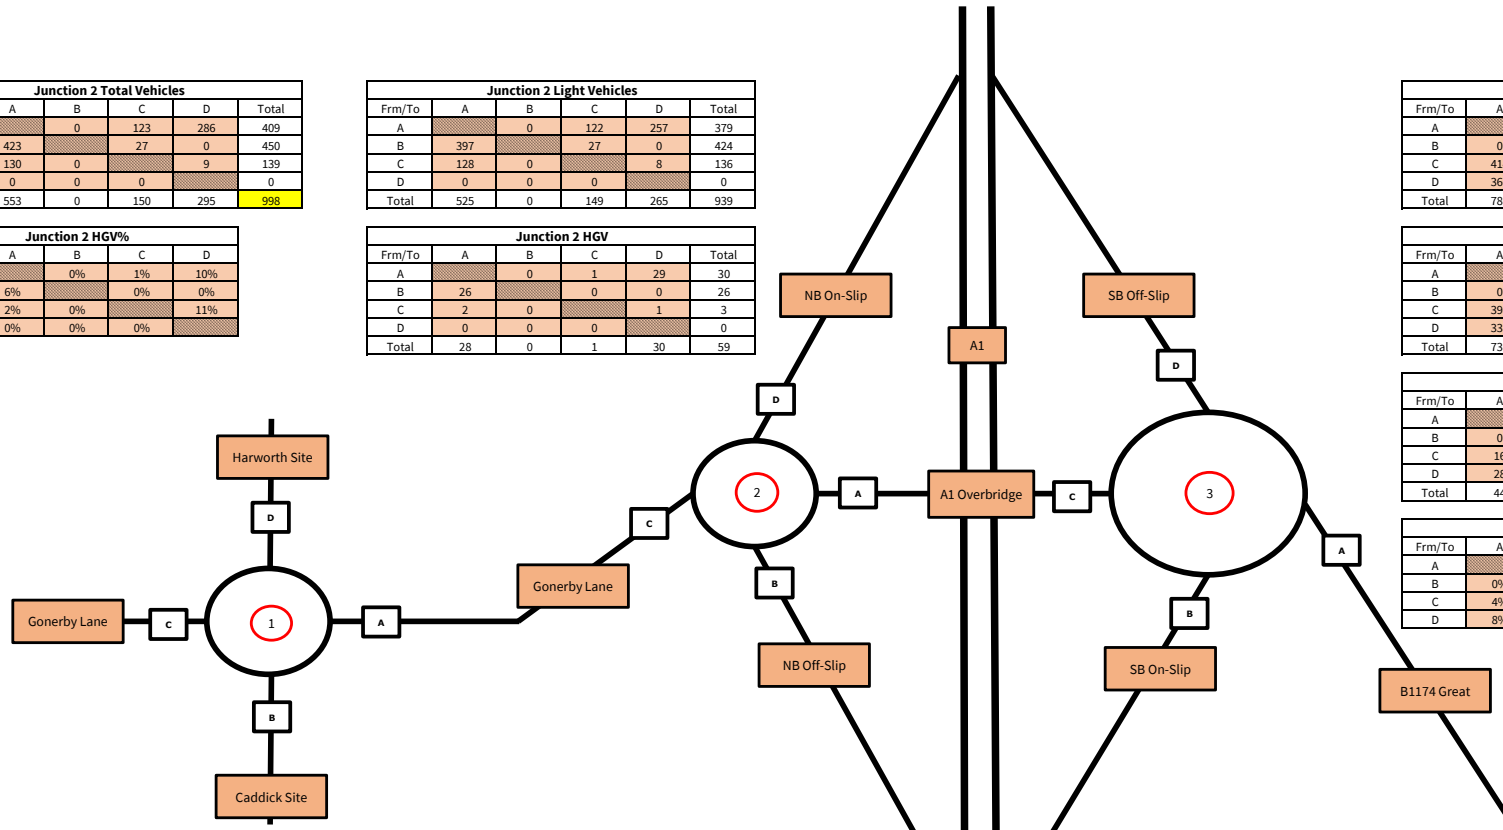 Junction 2 Total Vehicles
A B C D Total
0 123 286 409
423 27 0 450
130 0 9 139
0 0 0 0
553 0 150 295 998
Junction 2 HGV%
A B C D
0% 1% 10%
6% 0% 0%
2% 0% 11%
0% 0% 0%
Junction 2 Light Vehicles
Frm/To A B C D Total
A 0 122 257 379
B 397 27 0 424
C 128 0 8 136
D 0 0 0 0
Total 525 0 149 265 939
Junction 2 HGV
Frm/To A B C D Total
A 0 1 29 30
B 26 0 0 26
C 2 0 1 3
D 0 0 0 0
Total 28 0 1 30 59
Frm/To A
A
B 0
C 41
D 36
Total 78
Frm/To A
A
B 0
C 39
D 33
Total 73
Frm/To A
A
B 0
C 16
D 28
Total 44
Frm/To A
A
B 0%
C 4%
D 8%
NB On-Slip
SB Off-Slip
A1
D
D
Harworth Site
D
2
A
A1 Overbridge
C
3
C
A
Gonerby Lane
B
B
Gonerby Lane
C
1
A
NB Off-Slip
SB On-Slip
B1174 Great
B
Caddick Site